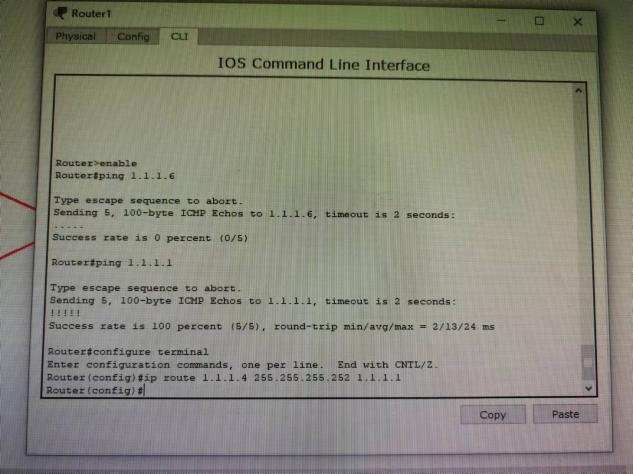 Router1
Physical Config CLI
IOS Command Line Interface
Router>enable
Router#ping 1.1.1.6
Type escape sequence to abort.
Sending 5, 100-byte ICMP Echos to 1.1.1.6, timeout is 2 seconds:
.....
Success rate is 0 percent (0/5)
Router#ping 1.1.1.1
Type escape sequence to abort.
Sending 5, 100-byte ICMP Echos to 1.1.1.1, timeout is 2 seconds:
!!!!!
Success rate is 100 percent (5/5), round-trip min/avg/max = 2/13/24 ms
Router#configure terminal
Enter configuration commands, one per line.  End with CNTL/Z.
Router(config)#ip route 1.1.1.4 255.255.255.252 1.1.1.1
Router(config)#
Copy Paste